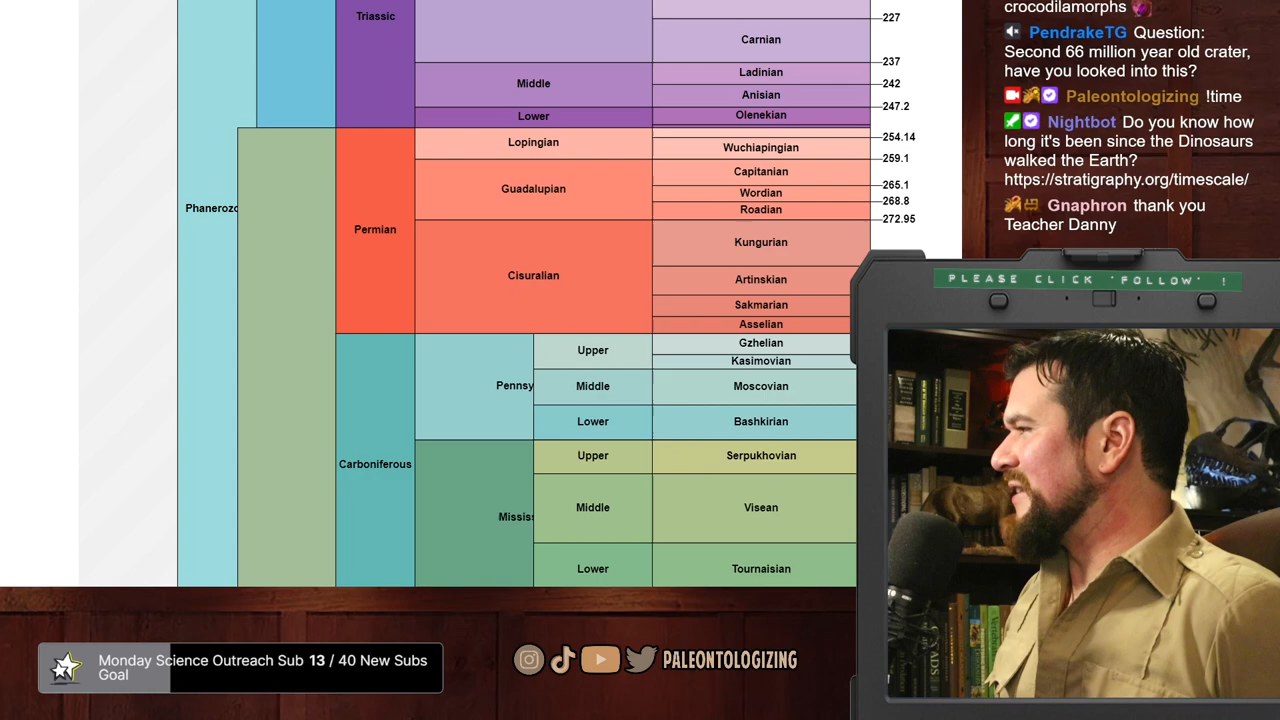 Triassic
Carnian
Middle
Ladinian
Anisian
Lower
Olenekian
227
237
242
247.2
Phanerozo
Permian
Lopingian
Wuchiapingian
Guadalupian
Capitanian
Wordian
Roadian
Cisuralian
Kungurian
Artinskian
Sakmarian
Asselian
254.14
259.1
265.1
268.8
272.95
Carboniferous
Pennsy
Upper
Gzhelian
Kasimovian
Middle
Moscovian
Lower
Bashkirian
Missis
Upper
Serpukhovian
Middle
Visean
Lower
Tournaisian
crocodilamorphs
PendrakeTG Question:
Second 66 million year old crater,
have you looked into this?
Paleontologizing !time
Nightbot Do you know how
long it's been since the Dinosaurs
walked the Earth?
https://stratigraphy.org/timescale/
Gnaphron thank you
Teacher Danny
PLEASE CLICK 'FOLLOW' !
Monday Science Outreach Sub 13 / 40 New Subs
Goal
PALEONTOLOGIZING